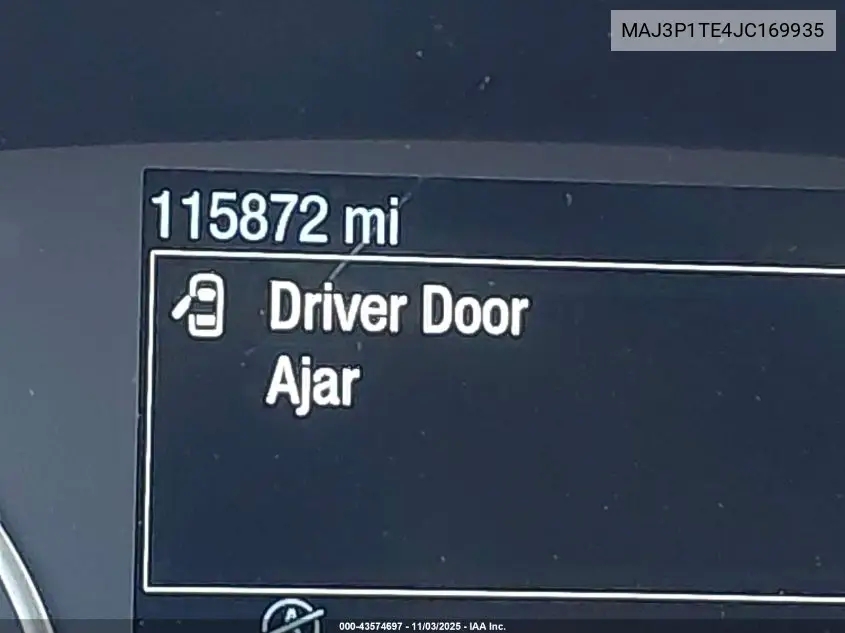 MAJ3P1TE4JC169935
115872 mi
Driver Door
Ajar
A
000-43574697 - 11/03/2025 - IAA Inc.